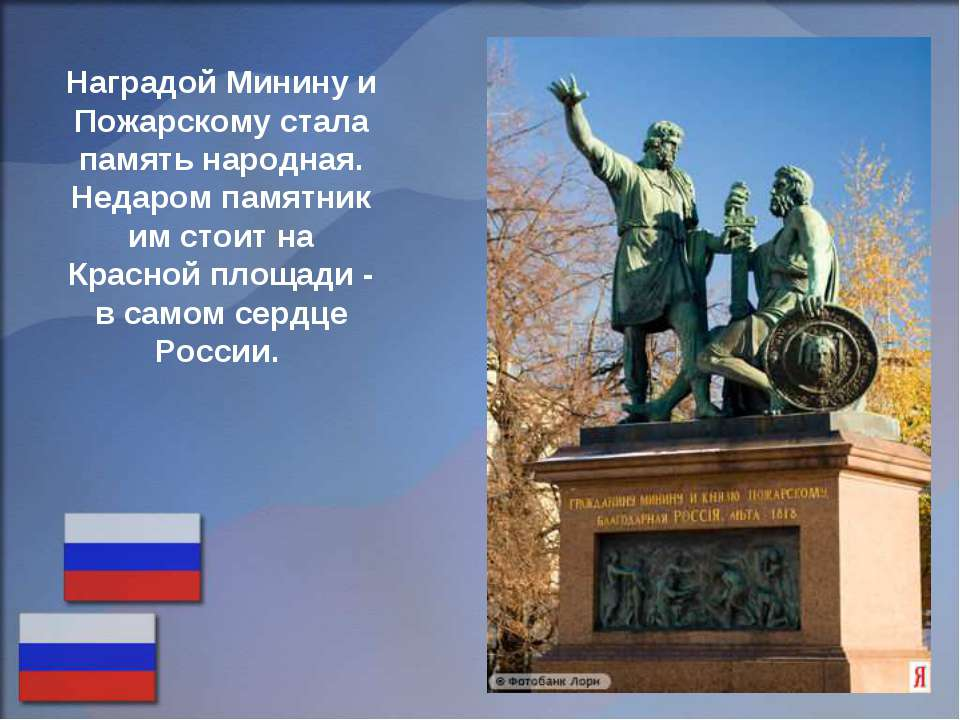 Наградой Минину и
Пожарскому стала
память народная.
Недаром памятник
им стоит на
Красной площади -
в самом сердце
России.
ГРАЖДАНИНУ МИНИНУ И КНЯЗЮ ПОЖАРСКОМУ
БЛАГОДАРНАЯ РОССІЯ. ЛѢТА 1818
© Фотобанк Лори
Я